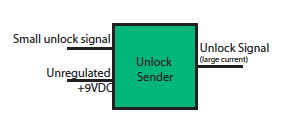 Small unlock signal
Unregulated
+9VDC
Unlock
Sender
Unlock Signal
(large current)